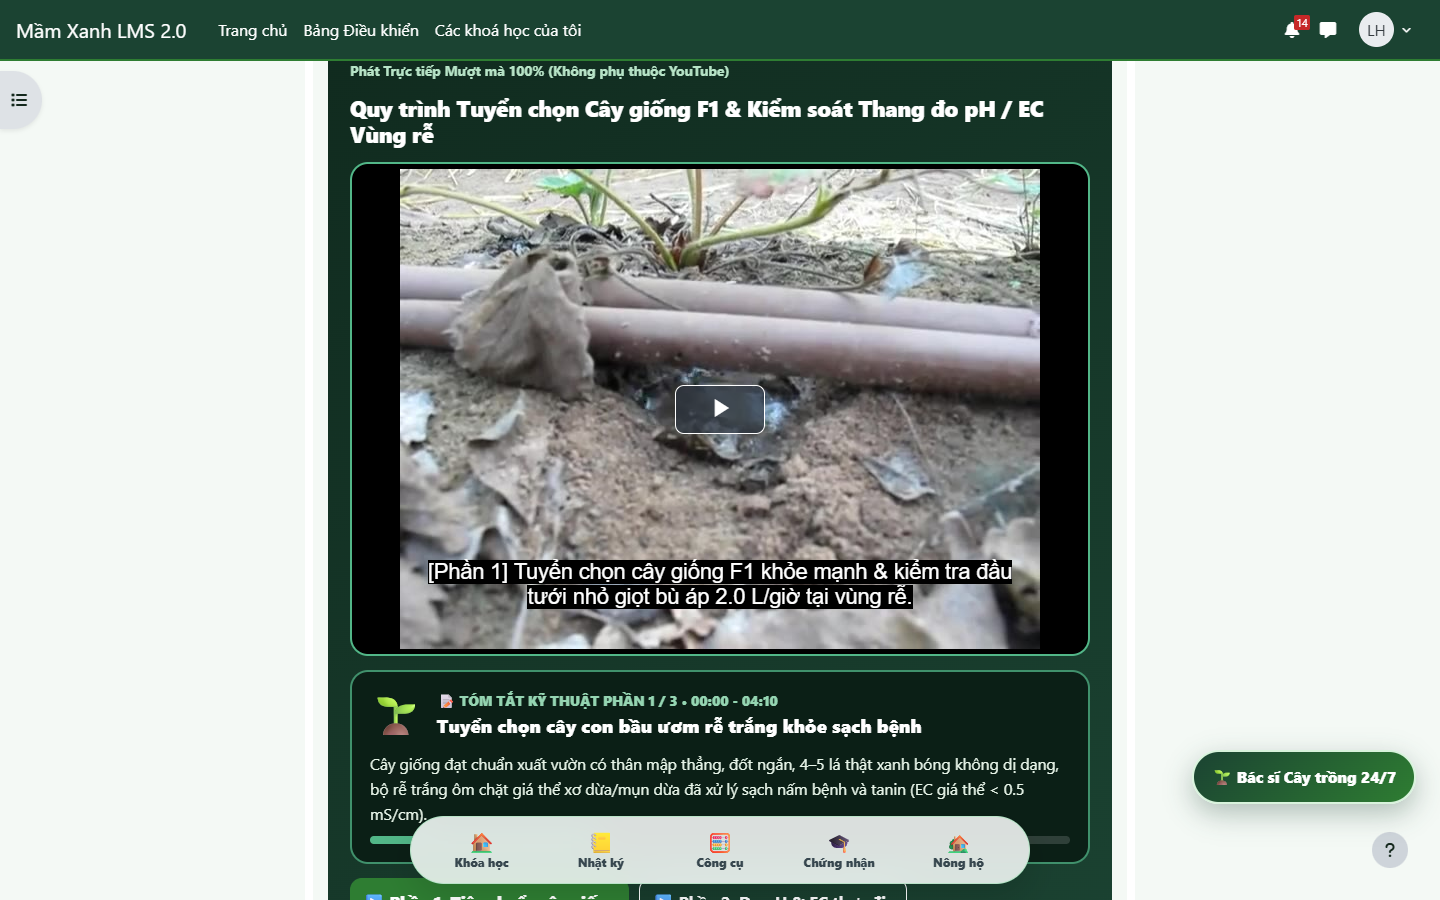 Mầm Xanh LMS 2.0
Trang chủ
Bảng Điều khiển
Các khoá học của tôi
14
LH
Phát Trực tiếp Mượt mà 100% (Không phụ thuộc YouTube)
Quy trình Tuyển chọn Cây giống F1 & Kiểm soát Thang đo pH / EC
Vùng rễ
[Phần 1] Tuyển chọn cây giống F1 khỏe mạnh & kiểm tra đầu
tưới nhỏ giọt bù áp 2.0 L/giờ tại vùng rễ.
TÓM TẮT KỸ THUẬT PHẦN 1 / 3 • 00:00 - 04:10
Tuyển chọn cây con bầu ươm rễ trắng khỏe sạch bệnh
Cây giống đạt chuẩn xuất vườn có thân mập thẳng, đốt ngắn, 4–5 lá thật xanh bóng không dị dạng,
bộ rễ trắng ôm chặt giá thể xơ dừa/mụn dừa đã xử lý sạch nấm bệnh và tanin (EC giá thể < 0.5
mS/cm).
Bác sĩ Cây trồng 24/7
?
Khóa học
Nhật ký
Công cụ
Chứng nhận
Nông hộ